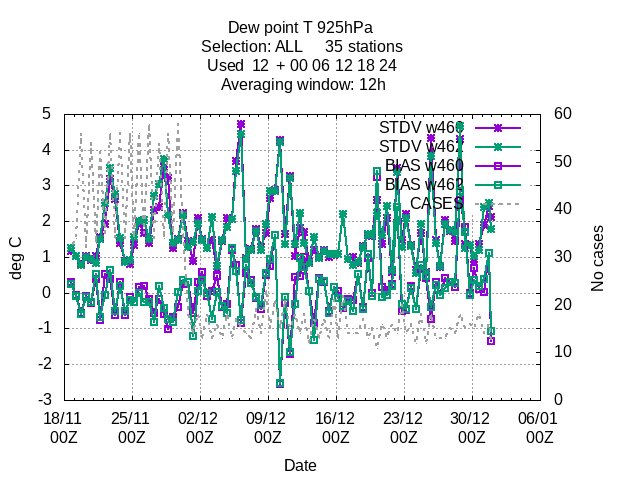 Dew point T 925hPa
Selection: ALL 35 stations
Used 12 + 00 06 12 18 24
Averaging window: 12h
STDV w460
STDV w461
BIAS w460
BIAS w461
CASES
deg C
5
4
3
2
1
0
-1
-2
-3
No cases
60
50
40
30
20
10
0
18/11 00Z
25/11 00Z
02/12 00Z
09/12 00Z
16/12 00Z
23/12 00Z
30/12 00Z
06/01 00Z
Date